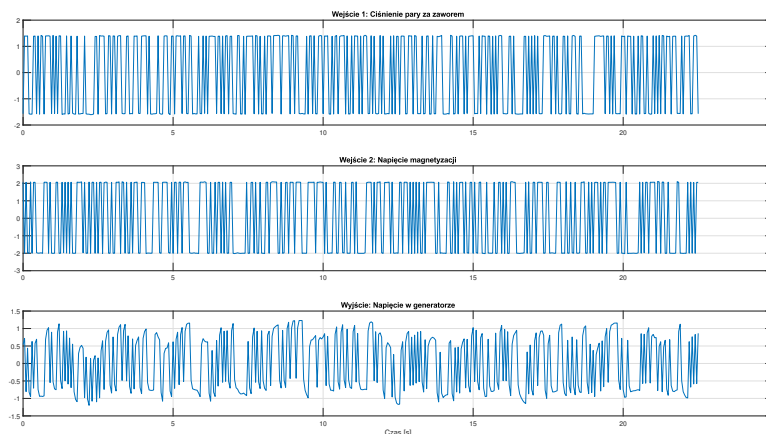 Wejście 1: Ciśnienie pary za zaworem
2
1
0
-1
-2
0 5 10 15 20
Wejście 2: Napięcie magnetyzacji
3
2
1
0
-1
-2
-3
0 5 10 15 20
Wyjście: Napięcie w generatorze
1.5
1
0.5
0
-0.5
-1
-1.5
0 5 10 15 20
Czas [s]